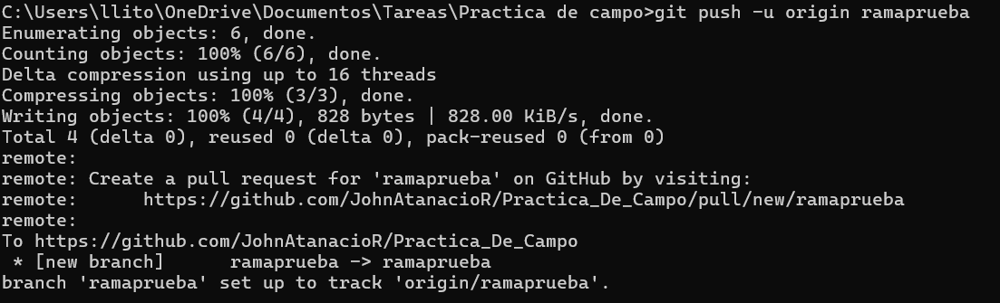 C:\Users\llito\OneDrive\Documentos\Tareas\Practica de campo>git push -u origin ramaprueba
Enumerating objects: 6, done.
Counting objects: 100% (6/6), done.
Delta compression using up to 16 threads
Compressing objects: 100% (3/3), done.
Writing objects: 100% (4/4), 828 bytes | 828.00 KiB/s, done.
Total 4 (delta 0), reused 0 (delta 0), pack-reused 0 (from 0)
remote:
remote: Create a pull request for 'ramaprueba' on GitHub by visiting:
remote:      https://github.com/JohnAtanacioR/Practica_De_Campo/pull/new/ramaprueba
remote:
To https://github.com/JohnAtanacioR/Practica_De_Campo
 * [new branch]      ramaprueba -> ramaprueba
branch 'ramaprueba' set up to track 'origin/ramaprueba'.